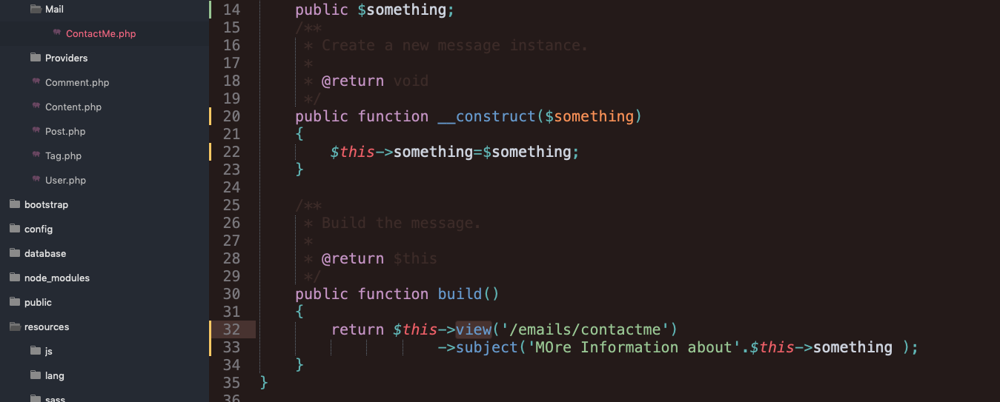 Mail
ContactMe.php
Providers
Comment.php
Content.php
Post.php
Tag.php
User.php
bootstrap
config
database
node_modules
public
resources
js
lang
sass
14 public $something;
15 /**
16 * Create a new message instance.
17 *
18 * @return void
19 */
20 public function __construct($something)
21 {
22 $this->something=$something;
23 }
24
25 /**
26 * Build the message.
27 *
28 * @return $this
29 */
30 public function build()
31 {
32 return $this->view('/emails/contactme')
33 ->subject('MOre Information about'.$this->something );
34 }
35 }
36